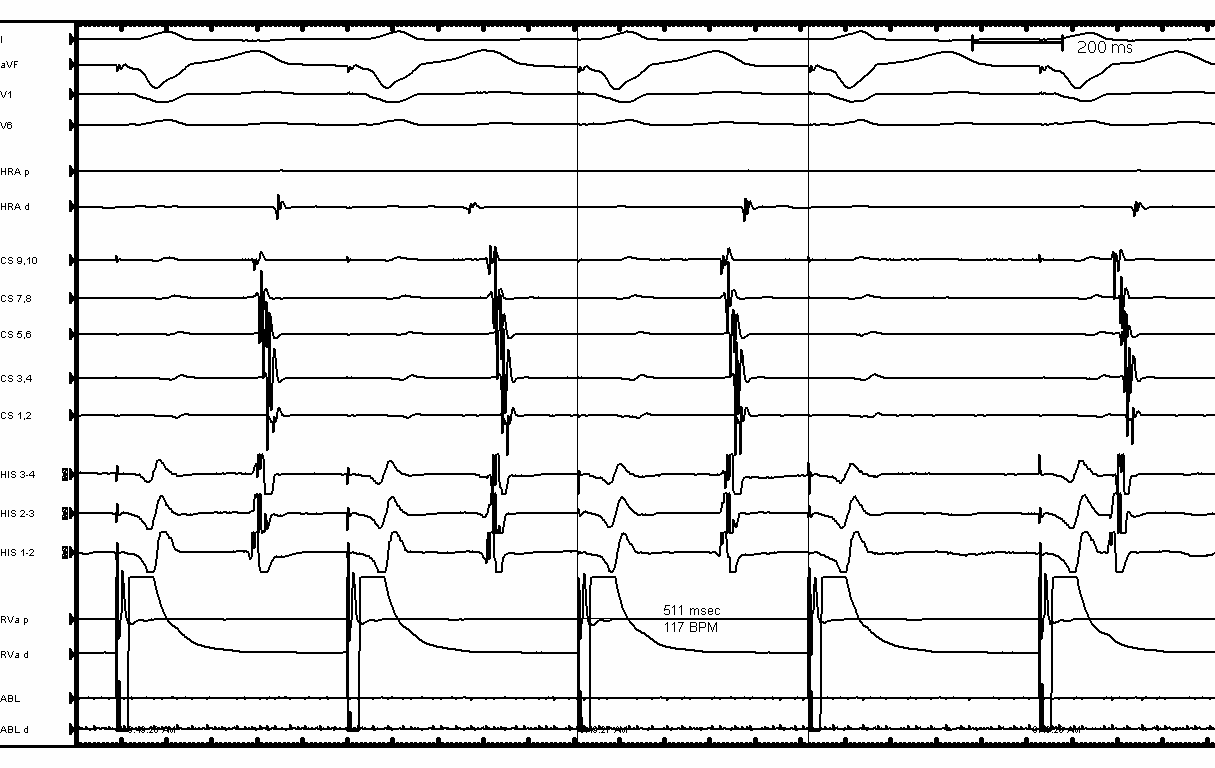 I
200 ms
aVF
V1
V6
HRA p
HRA d
CS 9,10
CS 7,8
CS 5,6
CS 3,4
CS 1,2
HIS 3-4
HIS 2-3
HIS 1-2
511 msec
RVa p
117 BPM
RVa d
ABL
ABL d